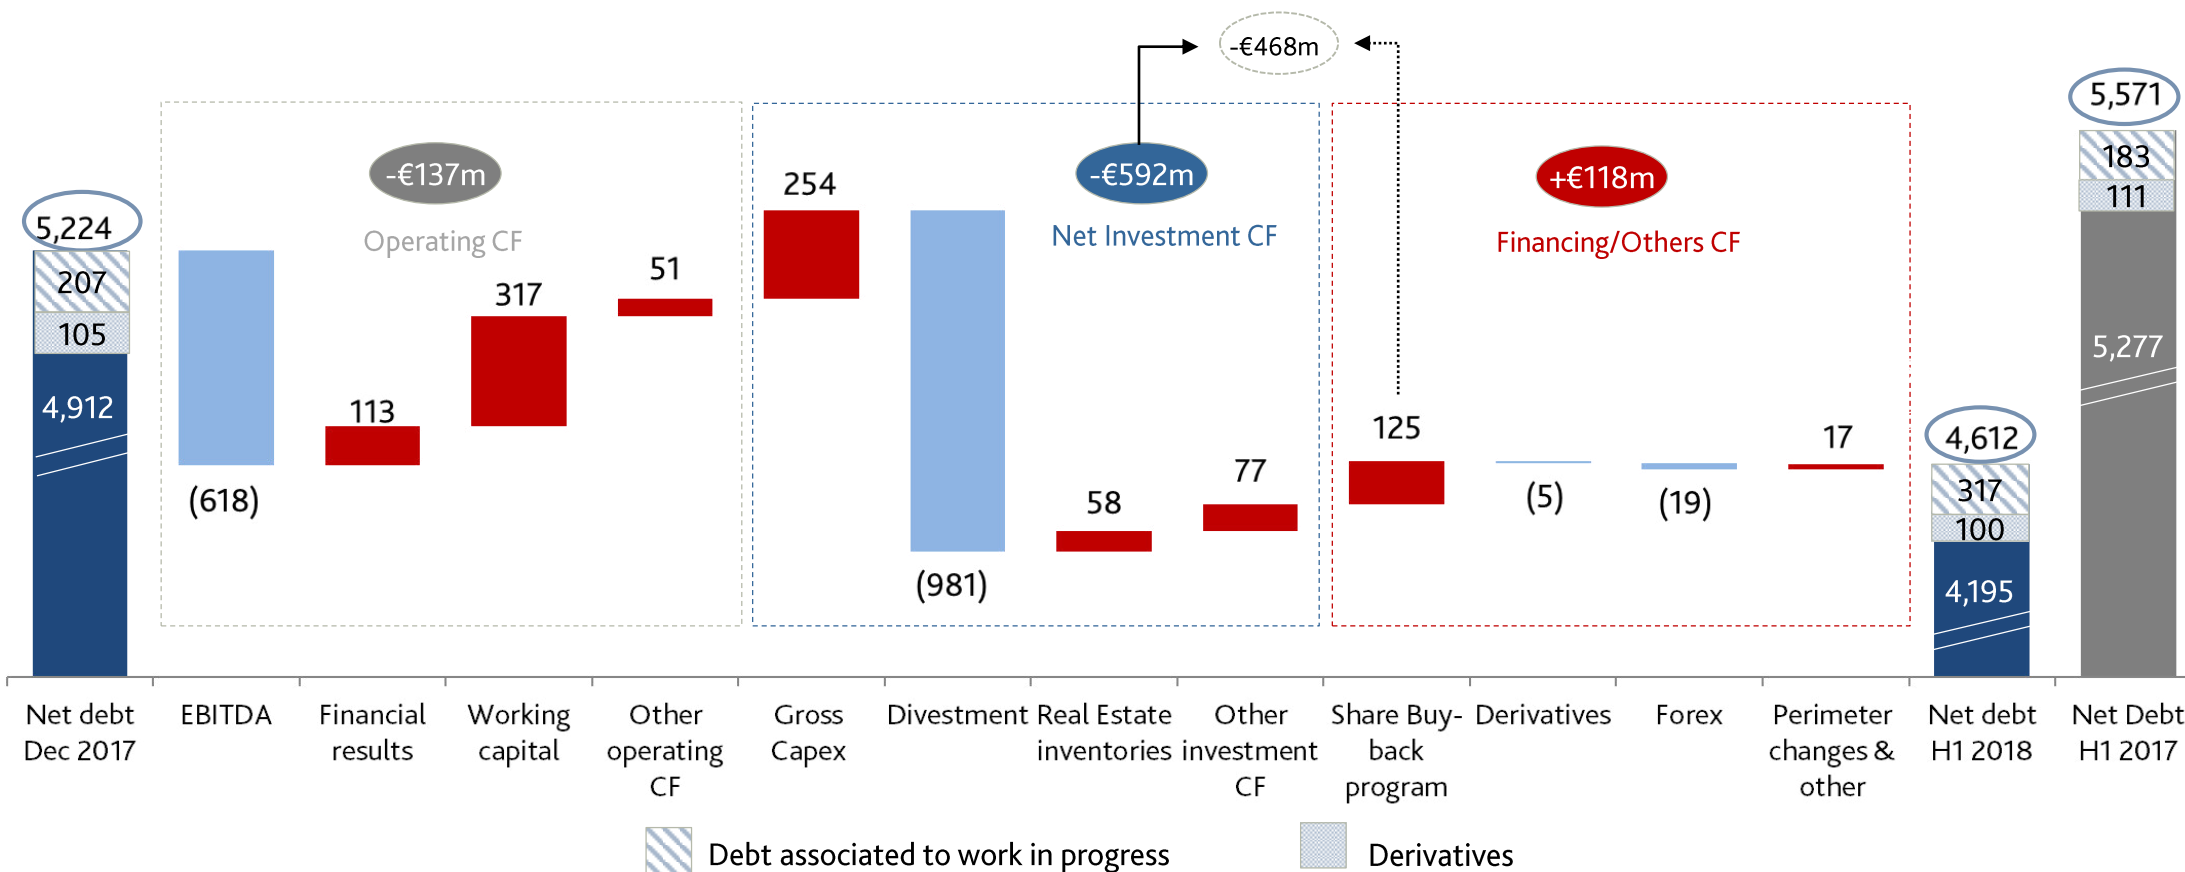 -€468m
5,571
183
111
5,277
-€137m
Operating CF
-€592m
Net Investment CF
+€118m
Financing/Others CF
5,224
207
105
4,912
(618)
113
317
51
254
(981)
58
77
125
(5)
(19)
17
4,612
317
100
4,195
Net debt
Dec 2017
EBITDA
Financial
results
Working
capital
Other
operating
CF
Gross
Capex
Divestment
Real Estate
inventories
Other
investment
CF
Share Buy-
back
program
Derivatives
Forex
Perimeter
changes &
other
Net debt
H1 2018
Net Debt
H1 2017
Debt associated to work in progress
Derivatives